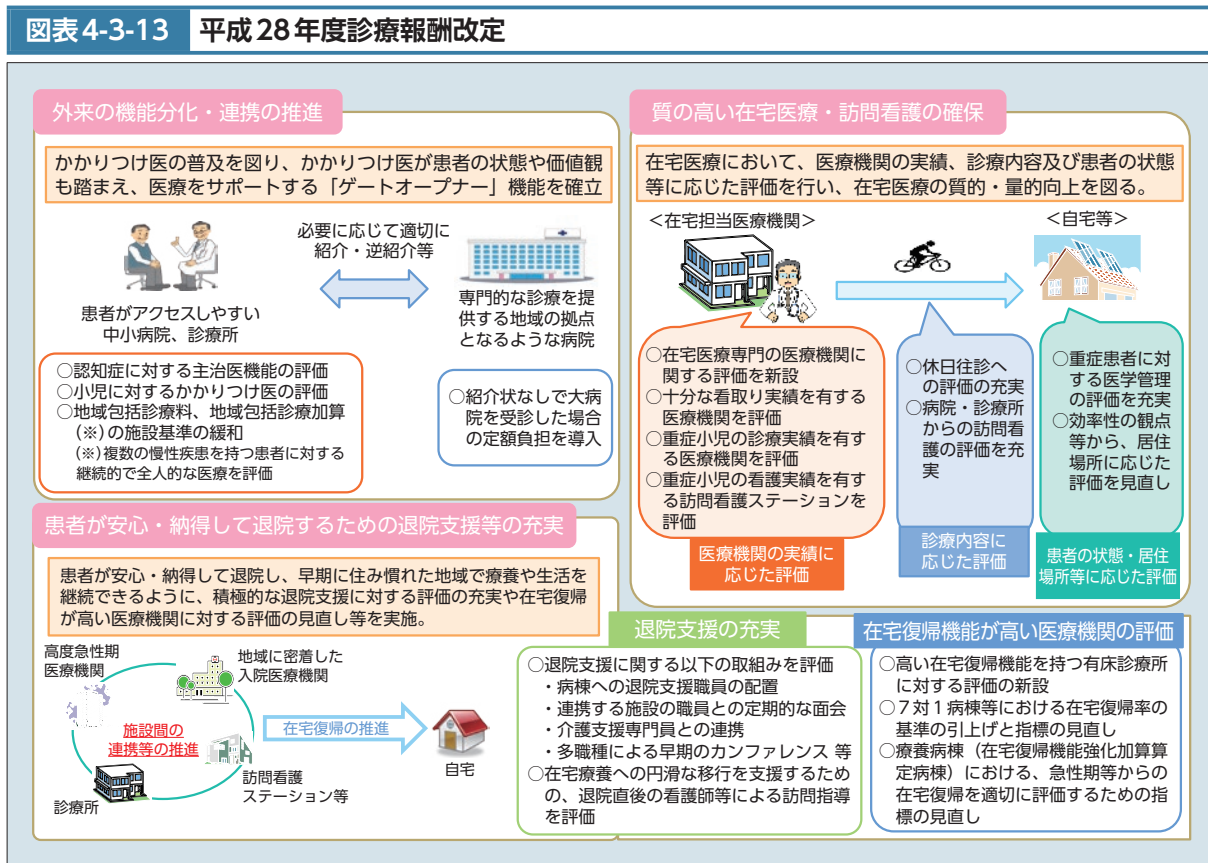 図表4-3-13 平成28年度診療報酬改定
外来の機能分化・連携の推進
かかりつけ医の普及を図り、かかりつけ医が患者の状態や価値観
も踏まえ、医療をサポートする「ゲートオープナー」機能を確立
必要に応じて適切に
紹介・逆紹介等
患者がアクセスしやすい
中小病院、診療所
専門的な診療を提
供する地域の拠点
となるような病院
○認知症に対する主治医機能の評価
○小児に対するかかりつけ医の評価
○地域包括診療料、地域包括診療加算
(※)の施設基準の緩和
(※)複数の慢性疾患を持つ患者に対する
継続的で全人的な医療を評価
○紹介状なしで大病
院を受診した場合
の定額負担を導入
質の高い在宅医療・訪問看護の確保
在宅医療において、医療機関の実績、診療内容及び患者の状態
等に応じた評価を行い、在宅医療の質的・量的向上を図る。
<在宅担当医療機関>
<自宅等>
○在宅医療専門の医療機関に
関する評価を新設
○十分な看取り実績を有する
医療機関を評価
○重症小児の診療実績を有す
る医療機関を評価
○重症小児の看護実績を有す
る訪問看護ステーションを
評価
医療機関の実績に
応じた評価
○休日往診へ
の評価の充実
○病院・診療所
からの訪問看
護の評価を充
実
診療内容に
応じた評価
○重症患者に対
する医学管理
の評価を充実
○効率性の観点
等から、居住
場所に応じた
評価を見直し
患者の状態・居住
場所等に応じた評価
患者が安心・納得して退院するための退院支援等の充実
患者が安心・納得して退院し、早期に住み慣れた地域で療養や生活を
継続できるように、積極的な退院支援に対する評価の充実や在宅復帰
が高い医療機関に対する評価の見直し等を実施。
高度急性期
医療機関
地域に密着した
入院医療機関
施設間の
連携等の推進
診療所
訪問看護
ステーション等
在宅復帰の推進
自宅
退院支援の充実
○退院支援に関する以下の取組みを評価
・病棟への退院支援職員の配置
・連携する施設の職員との定期的な面会
・介護支援専門員との連携
・多職種による早期のカンファレンス 等
○在宅療養への円滑な移行を支援するため
の、退院直後の看護師等による訪問指導
を評価
在宅復帰機能が高い医療機関の評価
○高い在宅復帰機能を持つ有床診療所
に対する評価の新設
○7対1病棟等における在宅復帰率の
基準の引上げと指標の見直し
○療養病棟(在宅復帰機能強化加算算
定病棟)における、急性期等からの
在宅復帰を適切に評価するための指
標の見直し